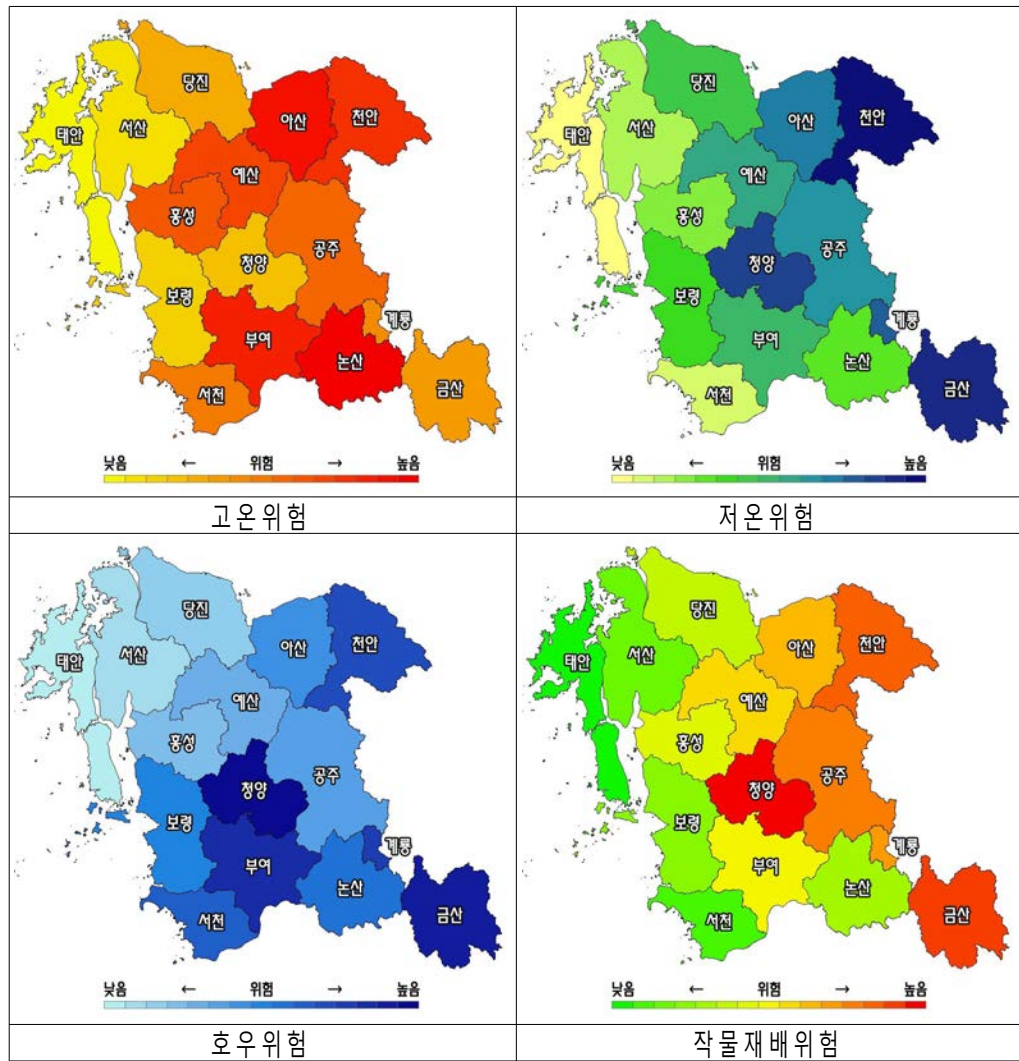 당진
아산
천안
태안
서산
예산
홍성
공주
청양
보령
계룡
부여
논산
서천
금산
낮음 ← 위험 → 높음
고온위험
당진
아산
천안
태안
서산
예산
홍성
공주
청양
보령
계룡
부여
논산
서천
금산
낮음 ← 위험 → 높음
저온위험
당진
아산
천안
태안
서산
예산
홍성
공주
청양
보령
계룡
부여
논산
서천
금산
낮음 ← 위험 → 높음
호우위험
당진
아산
천안
태안
서산
예산
홍성
공주
청양
보령
계룡
부여
논산
서천
금산
낮음 ← 위험 → 높음
작물재배위험